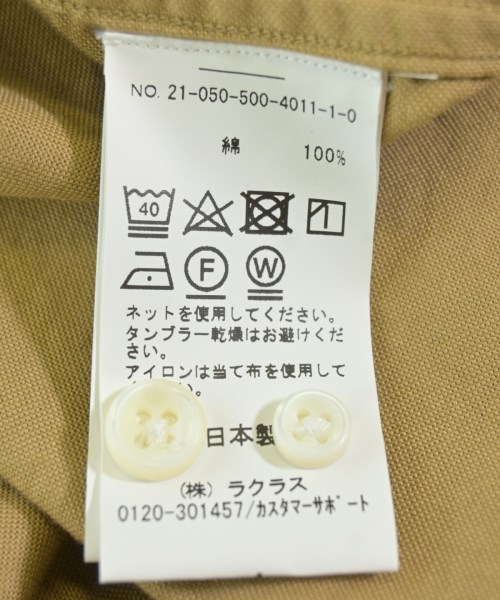 NO. 21-050-500-4011-1-0
綿 100%
40
F W
ネットを使用してください。
タンブラー乾燥はお避けくだ
さい。
アイロンは当て布を使用して
さい。
日本製
(株) ラクラス
0120-301457/カスタマーサポート